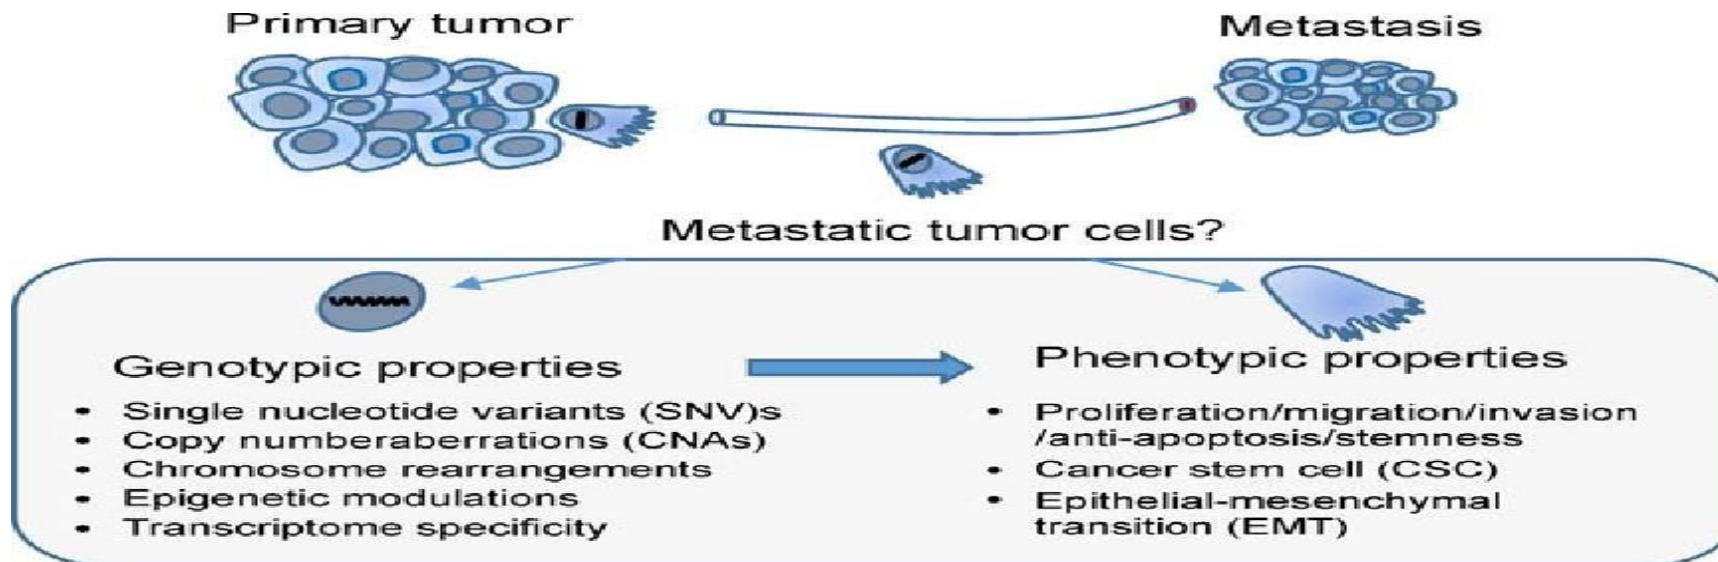 Primary tumor
Metastasis
Metastatic tumor cells?
Genotypic properties
• Single nucleotide variants (SNV)s
• Copy numberaberrations (CNAs)
• Chromosome rearrangements
• Epigenetic modulations
• Transcriptome specificity
Phenotypic properties
• Proliferation/migration/invasion
/anti-apoptosis/stemness
• Cancer stem cell (CSC)
• Epithelial-mesenchymal
transition (EMT)